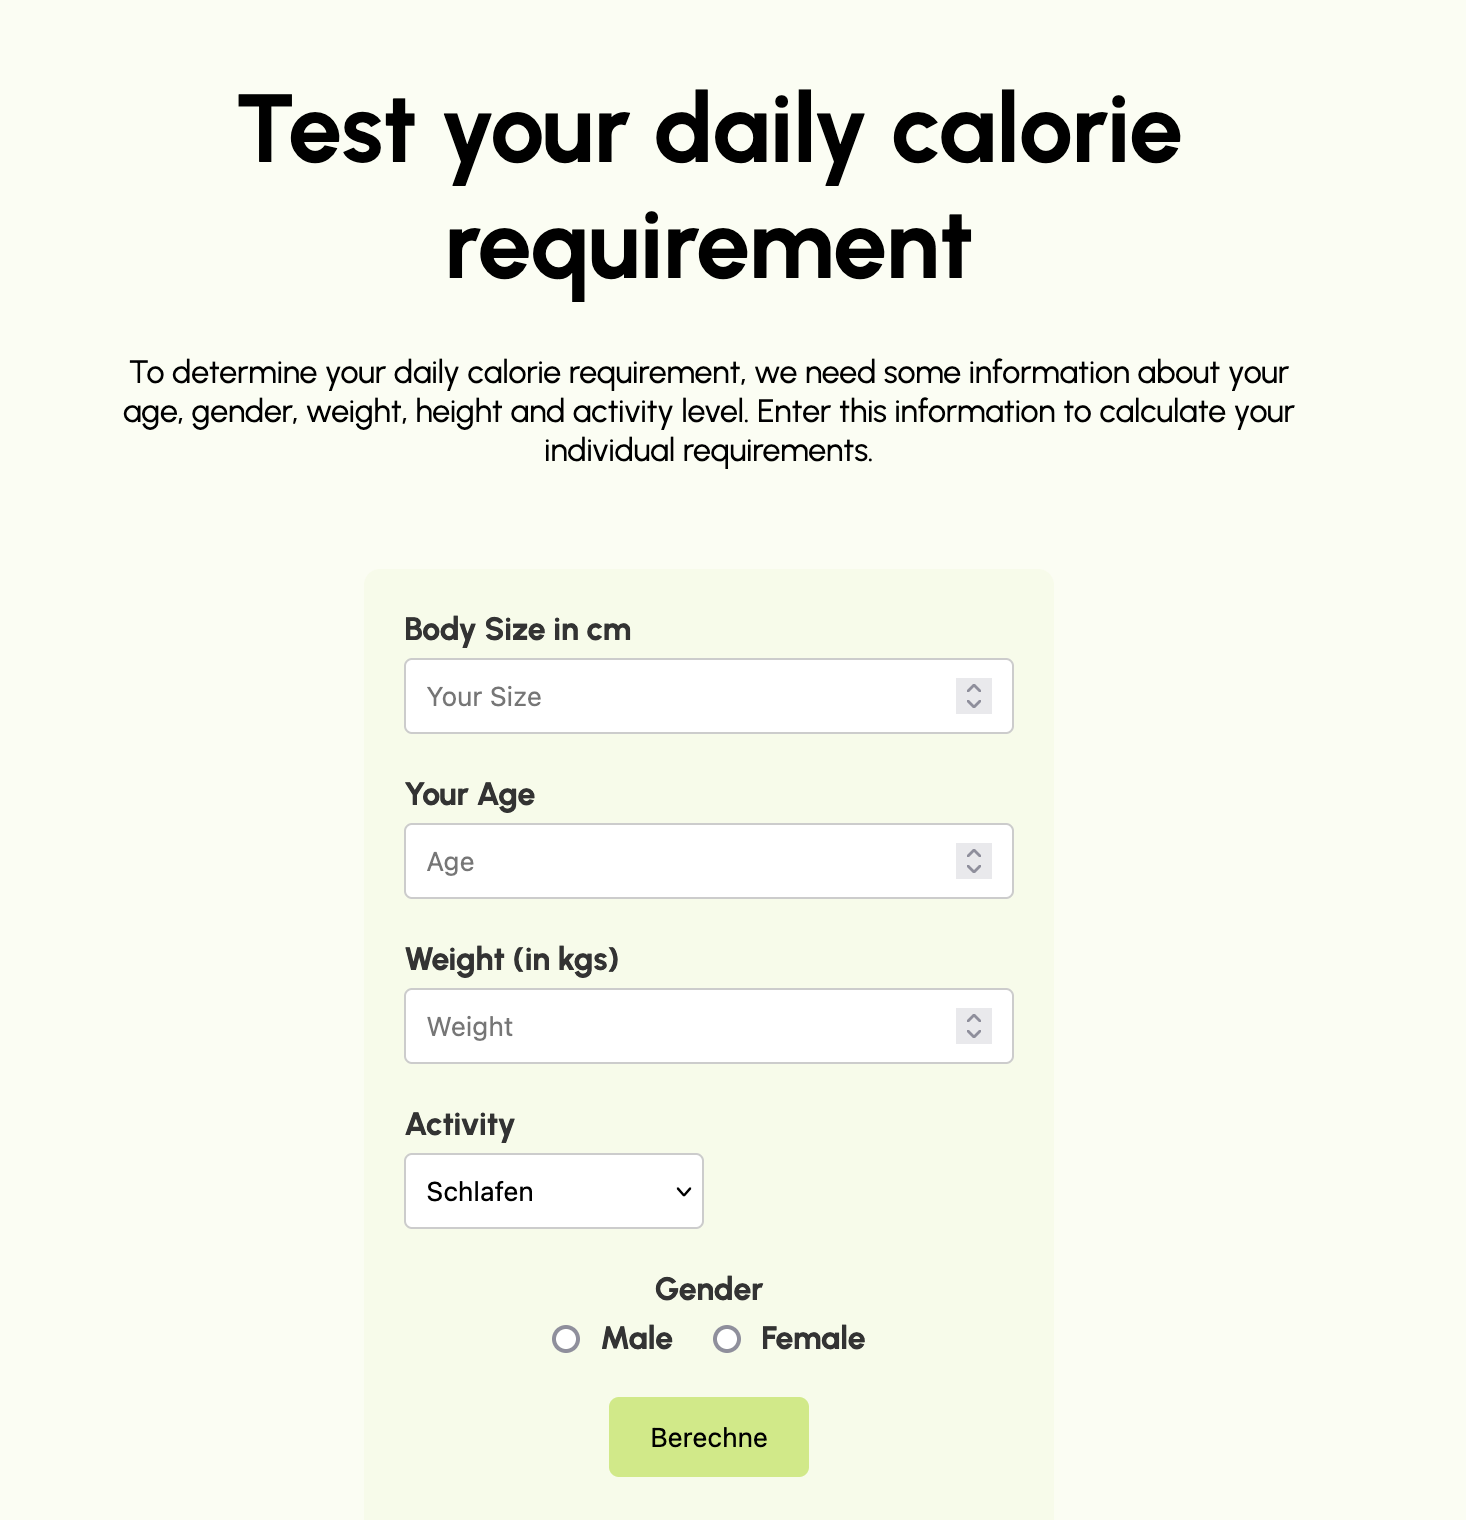 Test your daily calorie
requirement
To determine your daily calorie requirement, we need some information about your
age, gender, weight, height and activity level. Enter this information to calculate your
individual requirements.
Body Size in cm
Your Size
Your Age
Age
Weight (in kgs)
Weight
Activity
Schlafen
Gender
Male Female
Berechne